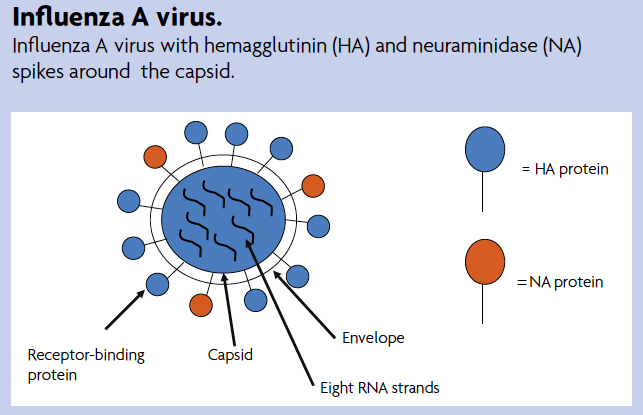 Influenza A virus.
Influenza A virus with hemagglutinin (HA) and neuraminidase (NA)
spikes around the capsid.
= HA protein
= NA protein
Envelope
Receptor-binding
protein
Capsid
Eight RNA strands